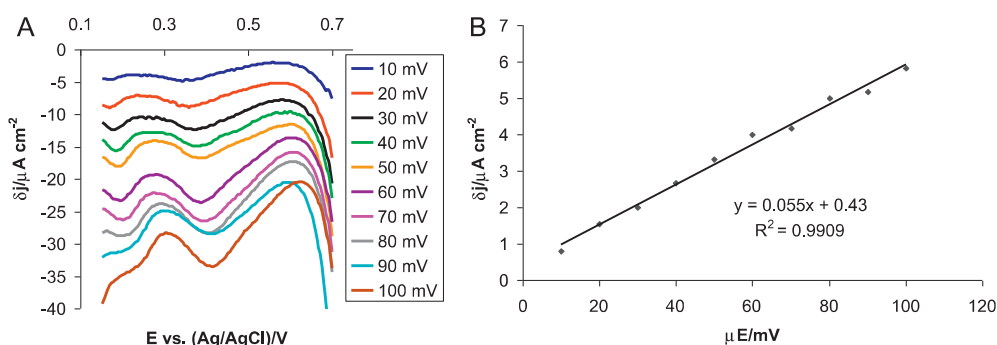 A
0.1 0.3 0.5 0.7
0
-5
-10
-15
-20
-25
-30
-35
-40
δj/μA cm-2
E vs. (Ag/AgCl)/V
10 mV
20 mV
30 mV
40 mV
50 mV
60 mV
70 mV
80 mV
90 mV
100 mV
B
7
6
5
4
3
2
1
0
δj/μA cm-2
y = 0.055x + 0.43
R2 = 0.9909
0 20 40 60 80 100 120
μE/mV